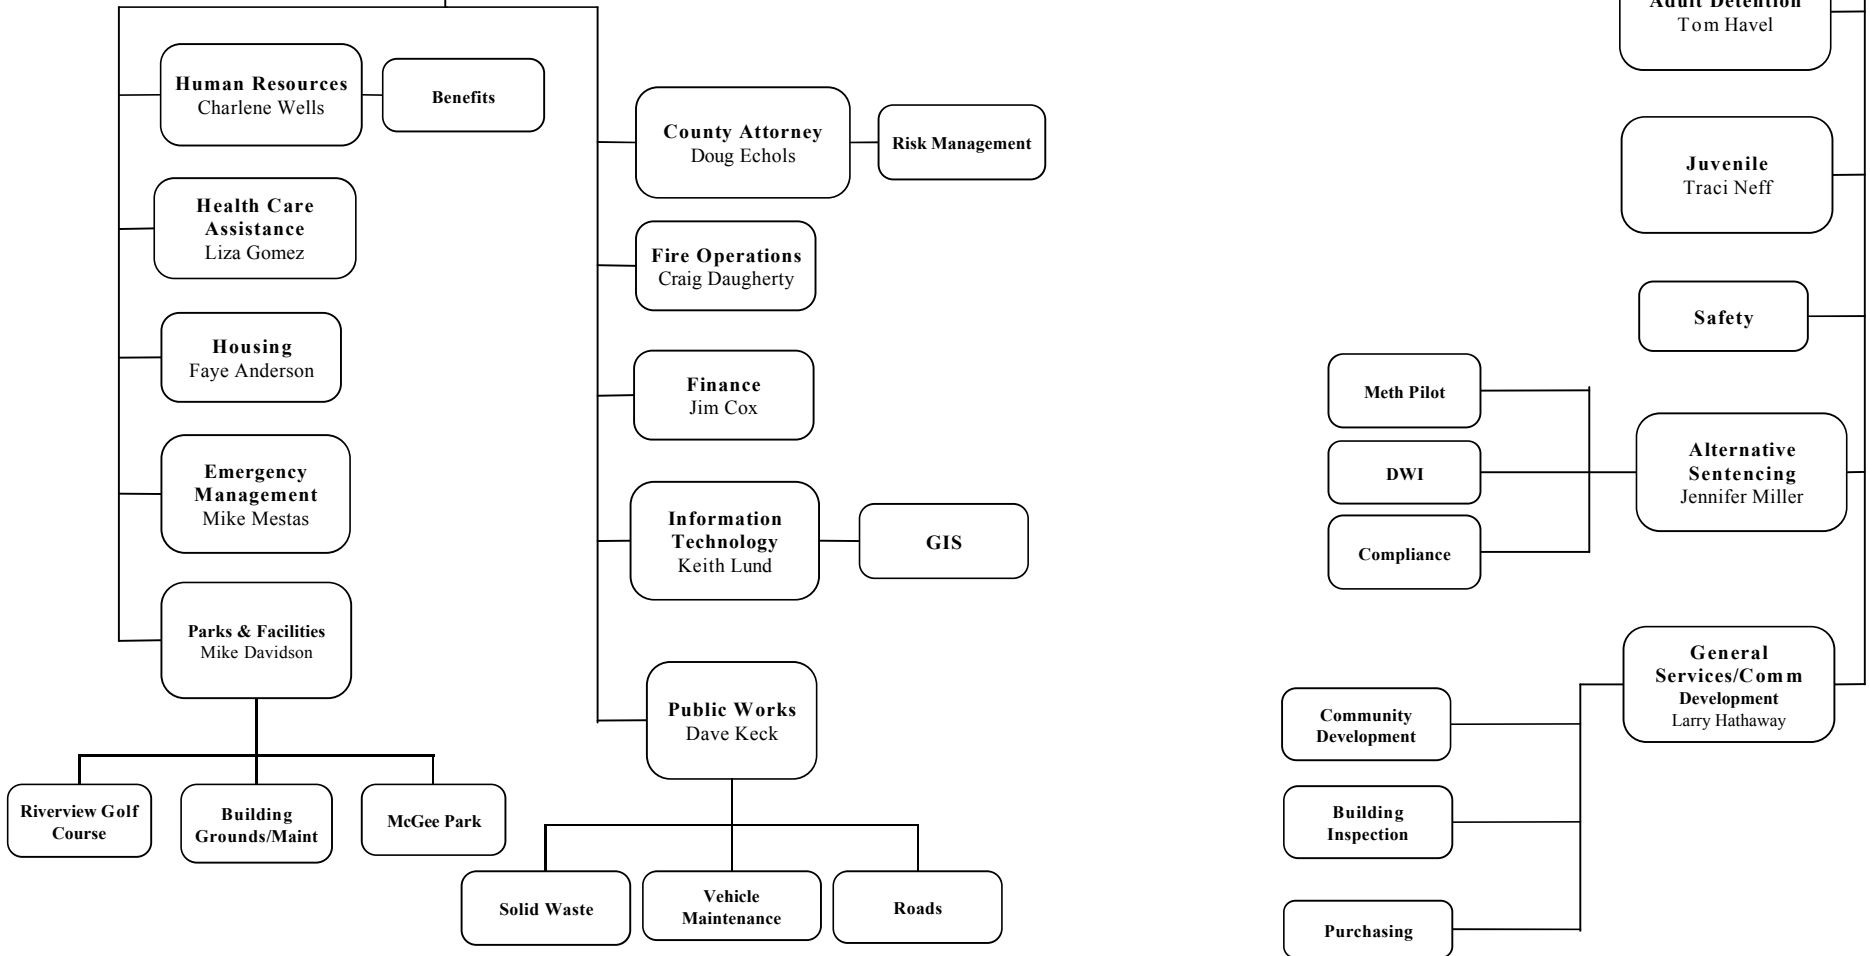 Adult Detention
Tom Havel
Human Resources
Charlene Wells
Benefits
County Attorney
Doug Echols
Risk Management
Juvenile
Traci Neff
Health Care
Assistance
Liza Gomez
Fire Operations
Craig Daugherty
Safety
Housing
Faye Anderson
Finance
Jim Cox
Meth Pilot
DWI
Compliance
Alternative
Sentencing
Jennifer Miller
Emergency
Management
Mike Mestas
Information
Technology
Keith Lund
GIS
Parks & Facilities
Mike Davidson
Public Works
Dave Keck
General
Services/Comm
Development
Larry Hathaway
Community
Development
Building
Inspection
Purchasing
Riverview Golf
Course
Building
Grounds/Maint
McGee Park
Solid Waste
Vehicle
Maintenance
Roads